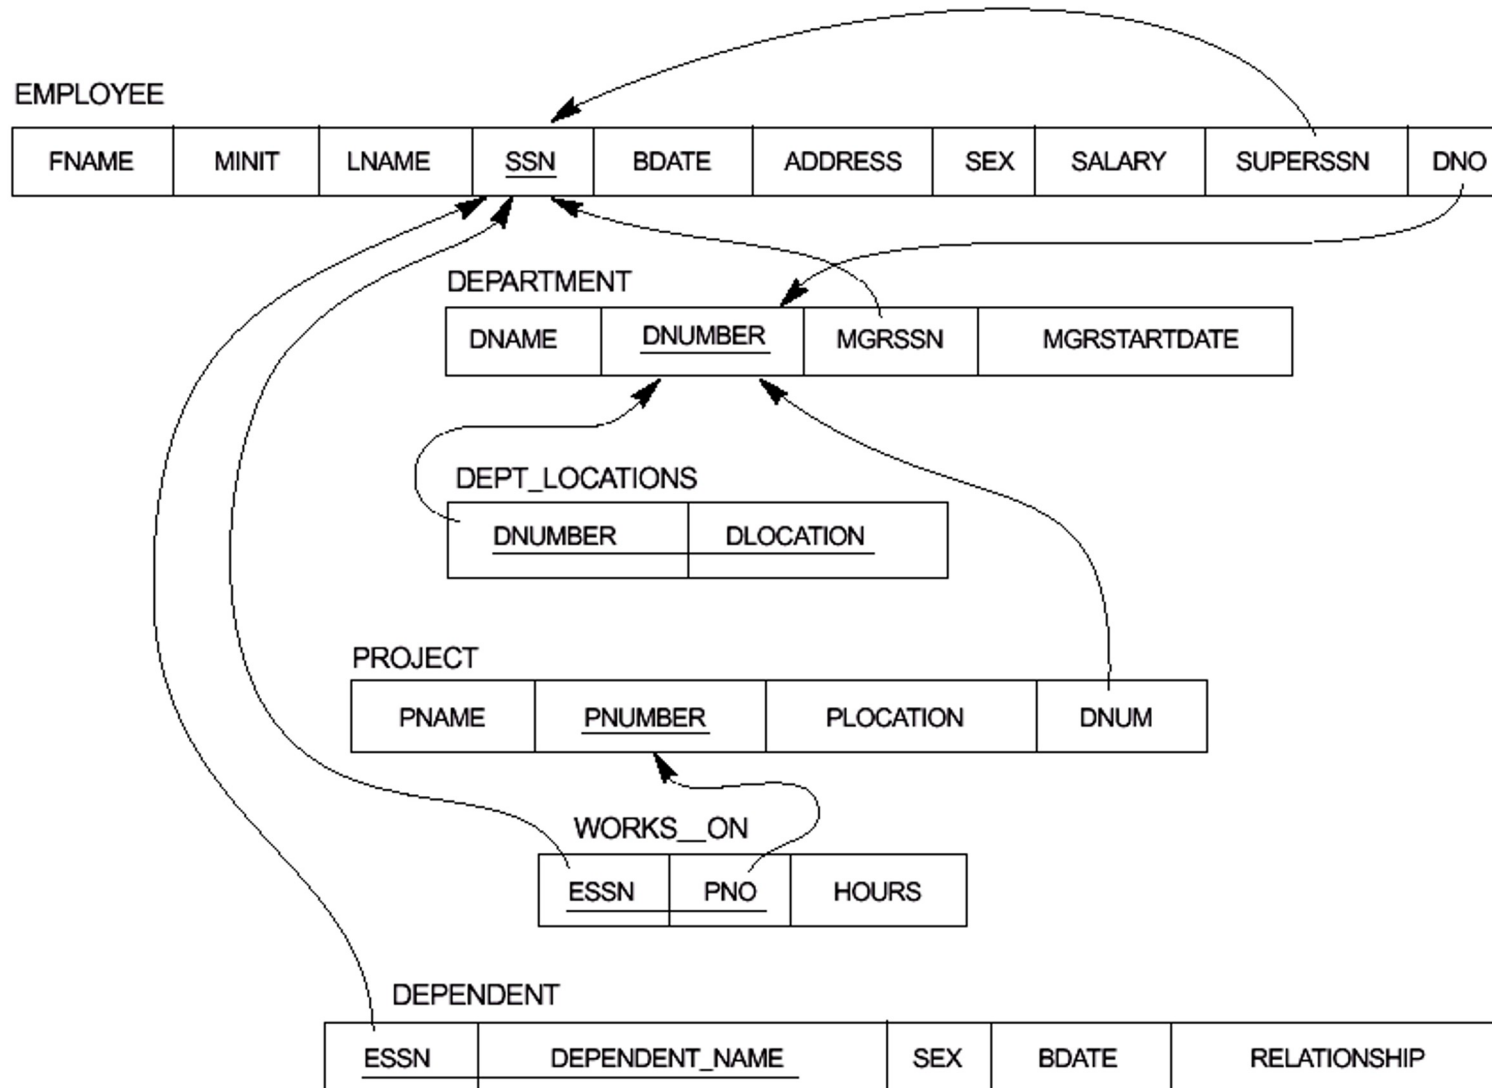 EMPLOYEE
FNAME MINIT LNAME SSN BDATE ADDRESS SEX SALARY SUPERSSN DNO
DEPARTMENT
DNAME DNUMBER MGRSSN MGRSTARTDATE
DEPT_LOCATIONS
DNUMBER DLOCATION
PROJECT
PNAME PNUMBER PLOCATION DNUM
WORKS__ON
ESSN PNO HOURS
DEPENDENT
ESSN DEPENDENT_NAME SEX BDATE RELATIONSHIP